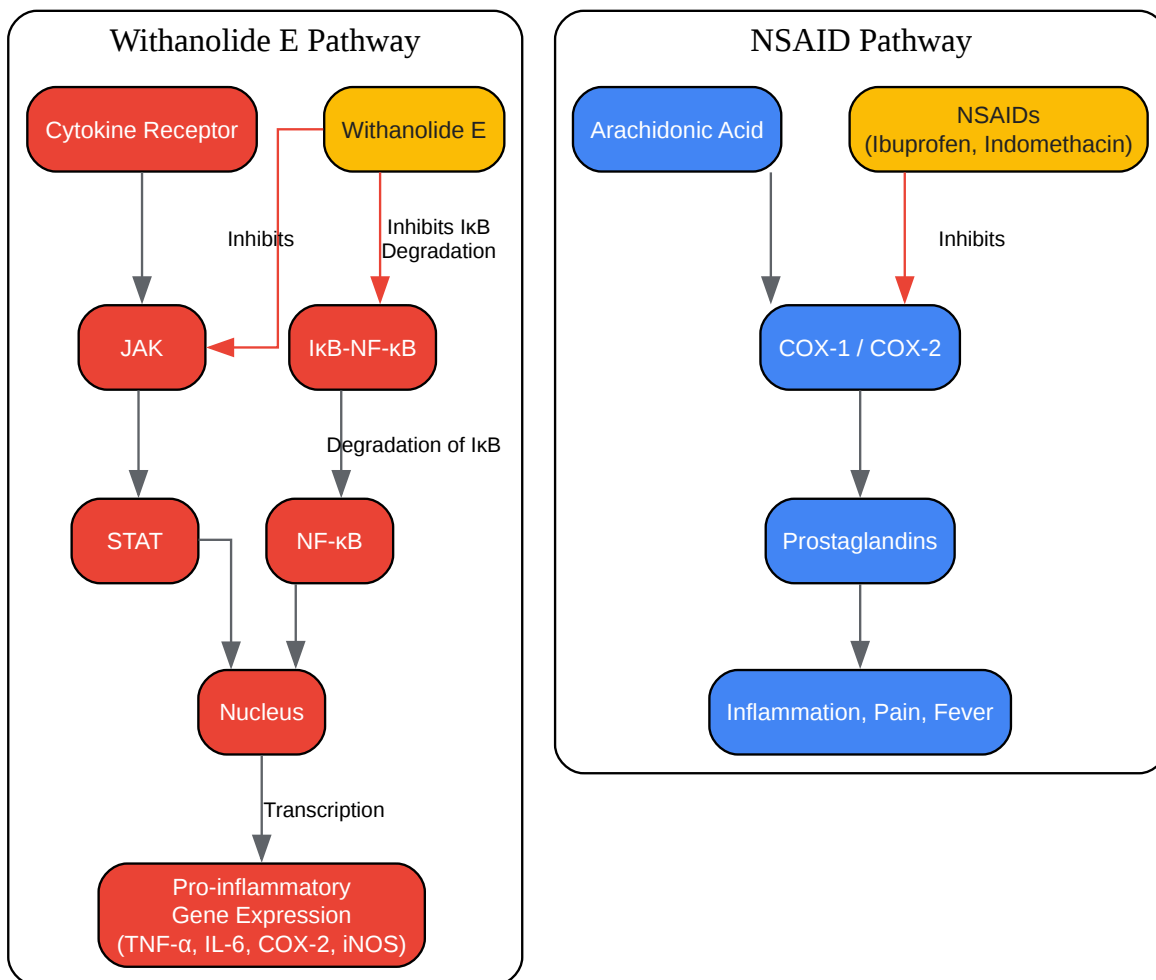 Withanolide E Pathway
Cytokine Receptor
Withanolide E
Inhibits
Inhibits IκB
Degradation
JAK
IκB-NF-κB
Degradation of IκB
STAT
NF-κB
Nucleus
Transcription
Pro-inflammatory
Gene Expression
(TNF-α, IL-6, COX-2, iNOS)
NSAID Pathway
Arachidonic Acid
NSAIDs
(Ibuprofen, Indomethacin)
Inhibits
COX-1 / COX-2
Prostaglandins
Inflammation, Pain, Fever